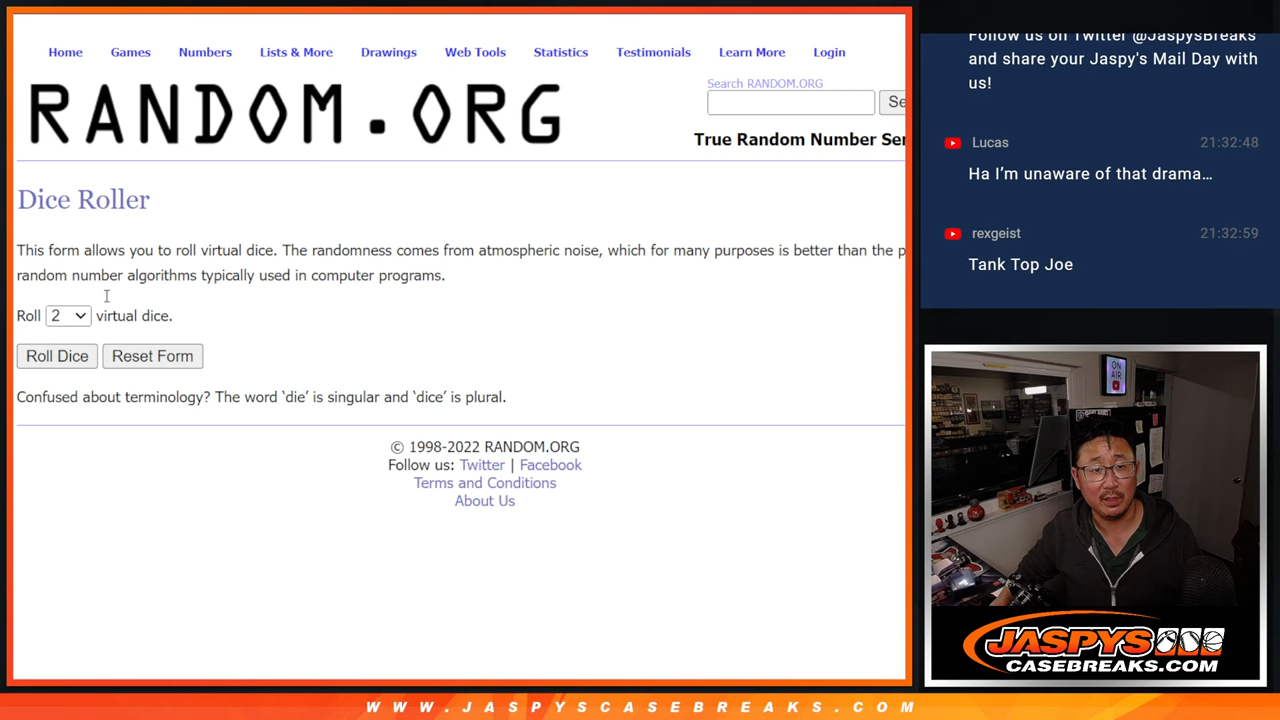 Home Games Numbers Lists & More Drawings Web Tools Statistics Testimonials Learn More Login
RANDOM.ORG
Search RANDOM.ORG
Se
True Random Number Ser
Dice Roller
This form allows you to roll virtual dice. The randomness comes from atmospheric noise, which for many purposes is better than the p
random number algorithms typically used in computer programs.
Roll 2 virtual dice.
Roll Dice Reset Form
Confused about terminology? The word ‘die’ is singular and ‘dice’ is plural.
© 1998-2022 RANDOM.ORG
Follow us: Twitter | Facebook
Terms and Conditions
About Us
Follow us on Twitter @JaspysBreaks
and share your Jaspy's Mail Day with
us!
Lucas 21:32:48
Ha I’m unaware of that drama…
rexgeist 21:32:59
Tank Top Joe
ON
AIR
JASPYS
CASEBREAKS.COM
WWW.JASPYSCASEBREAKS.COM